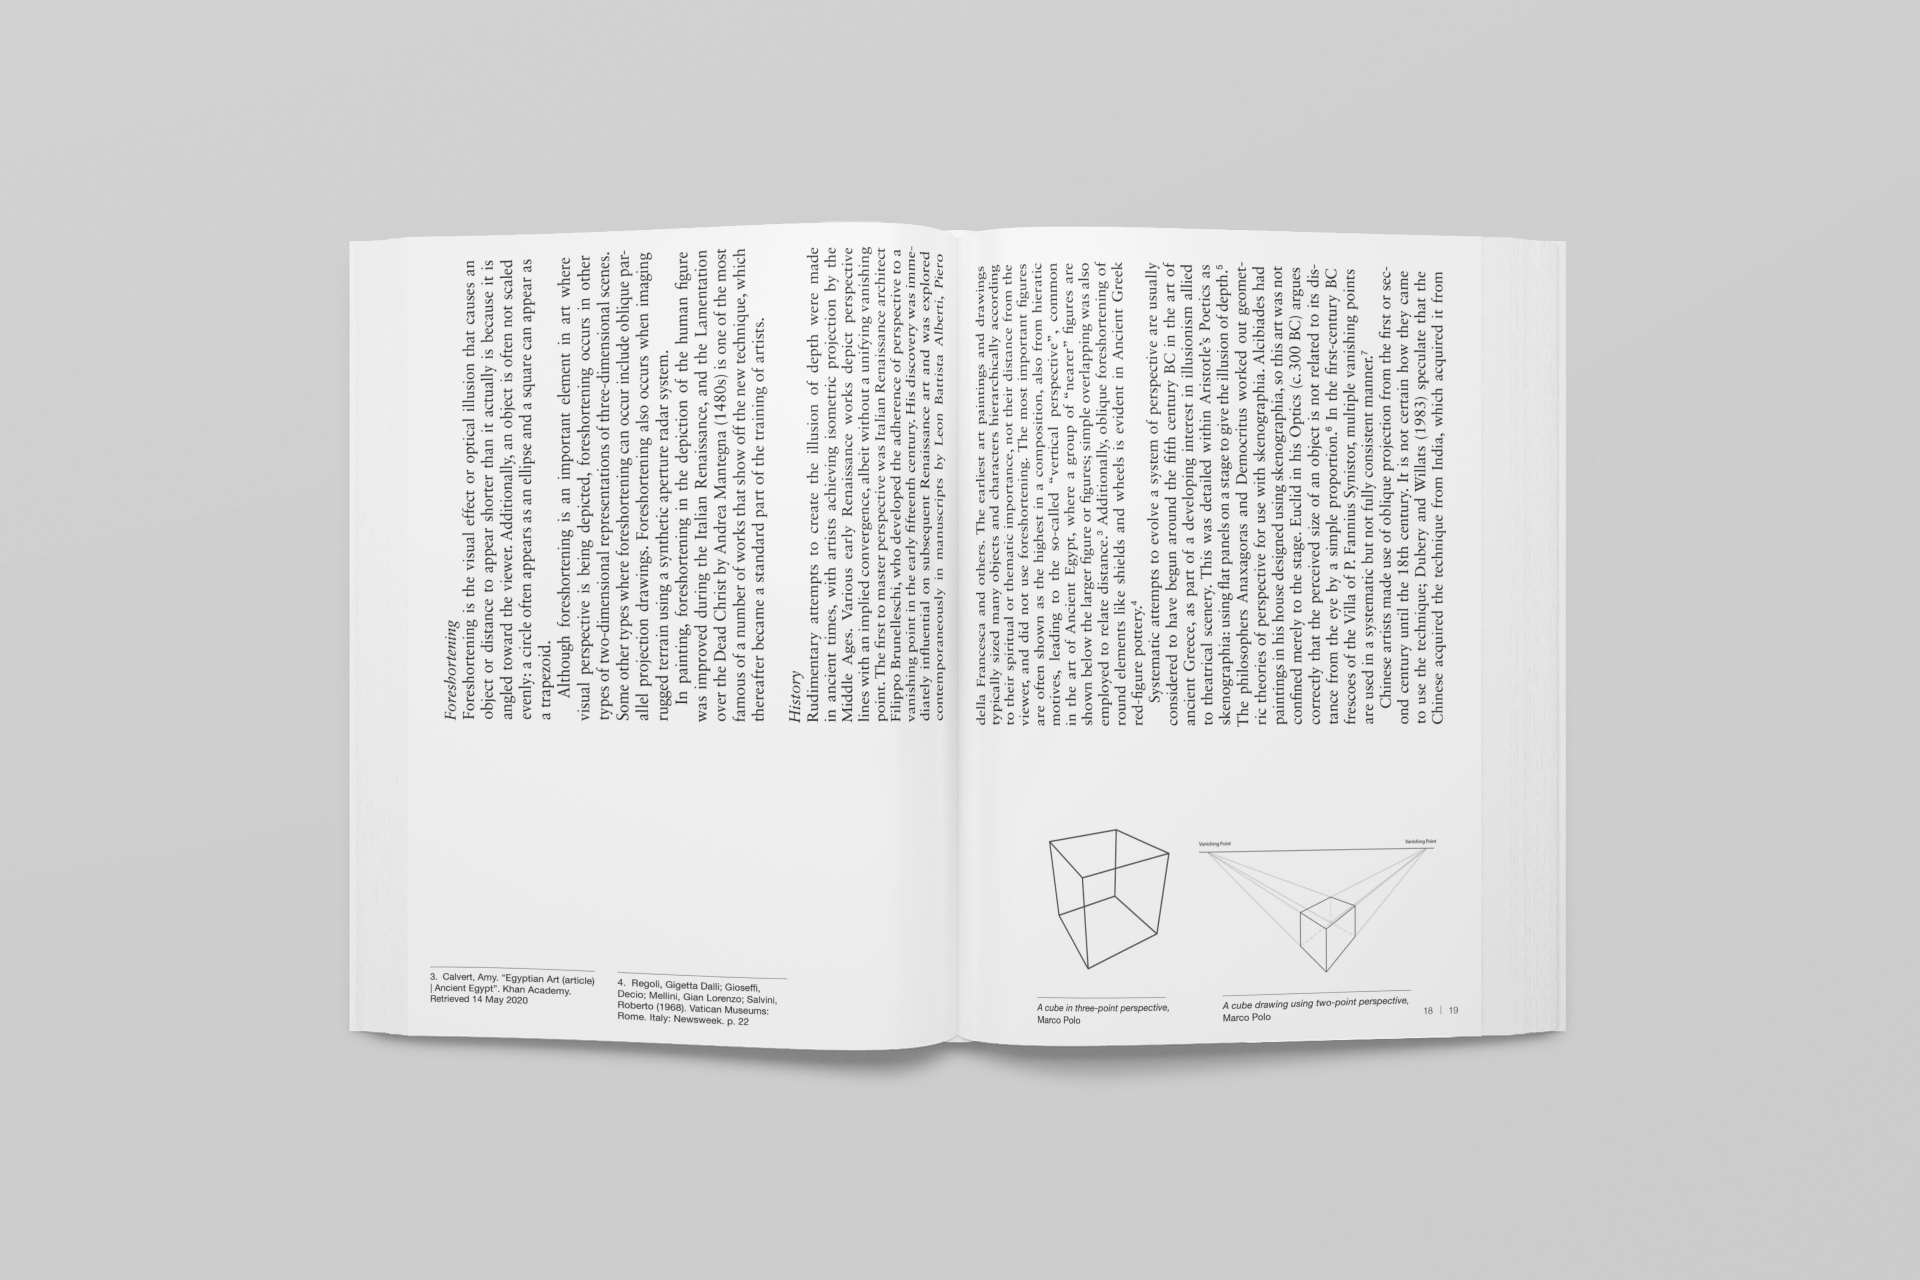 Foreshortening
Foreshortening is the visual effect or optical illusion that causes an
object or distance to appear shorter than it actually is because it is
angled toward the viewer. Additionally, an object is often not scaled
evenly: a circle often appears as an ellipse and a square can appear as
a trapezoid.
Although foreshortening is an important element in art where
visual perspective is being depicted, foreshortening occurs in other
types of two-dimensional representations of three-dimensional scenes.
Some other types where foreshortening can occur include oblique par-
allel projection drawings. Foreshortening also occurs when imaging
rugged terrain using a synthetic aperture radar system.
In painting, foreshortening in the depiction of the human figure
was improved during the Italian Renaissance, and the Lamentation
over the Dead Christ by Andrea Mantegna (1480s) is one of the most
famous of a number of works that show off the new technique, which
thereafter became a standard part of the training of artists.
History
Rudimentary attempts to create the illusion of depth were made
in ancient times, with artists achieving isometric projection by the
Middle Ages. Various early Renaissance works depict perspective
lines with an implied convergence, albeit without a unifying vanishing
point. The first to master perspective was Italian Renaissance architect
Filippo Brunelleschi, who developed the adherence of perspective to a
vanishing point in the early fifteenth century. His discovery was imme-
diately influential on subsequent Renaissance art and was explored
contemporaneously in manuscripts by Leon Battista Alberti, Piero
3. Calvert, Amy. "Egyptian Art (article)
| Ancient Egypt". Khan Academy.
Retrieved 14 May 2020
4. Regoli, Gigetta Dalli; Gioseffi,
Decio; Mellini, Gian Lorenzo; Salvini,
Roberto (1968). Vatican Museums:
Rome. Italy: Newsweek. p. 22
della Francesca and others. The earliest art paintings and drawings
typically sized many objects and characters hierarchically according
to their spiritual or thematic importance, not their distance from the
viewer, and did not use foreshortening. The most important figures
are often shown as the highest in a composition, also from hieratic
motives, leading to the so-called “vertical perspective”, common
in the art of Ancient Egypt, where a group of “nearer” figures are
shown below the larger figure or figures; simple overlapping was also
employed to relate distance.³ Additionally, oblique foreshortening of
round elements like shields and wheels is evident in Ancient Greek
red-figure pottery.⁴
Systematic attempts to evolve a system of perspective are usually
considered to have begun around the fifth century BC in the art of
ancient Greece, as part of a developing interest in illusionism allied
to theatrical scenery. This was detailed within Aristotle's Poetics as
skenographia: using flat panels on a stage to give the illusion of depth.⁵
The philosophers Anaxagoras and Democritus worked out geomet-
ric theories of perspective for use with skenographia. Alcibiades had
paintings in his house designed using skenographia, so this art was not
confined merely to the stage. Euclid in his Optics (c. 300 BC) argues
correctly that the perceived size of an object is not related to its dis-
tance from the eye by a simple proportion.⁶ In the first-century BC
frescoes of the Villa of P. Fannius Synistor, multiple vanishing points
are used in a systematic but not fully consistent manner.⁷
Chinese artists made use of oblique projection from the first or sec-
ond century until the 18th century. It is not certain how they came
to use the technique; Dubery and Willats (1983) speculate that the
Chinese acquired the technique from India, which acquired it from
Vanishing Point
Vanishing Point
A cube in three-point perspective,
Marco Polo
A cube drawing using two-point perspective,
Marco Polo
18 | 19